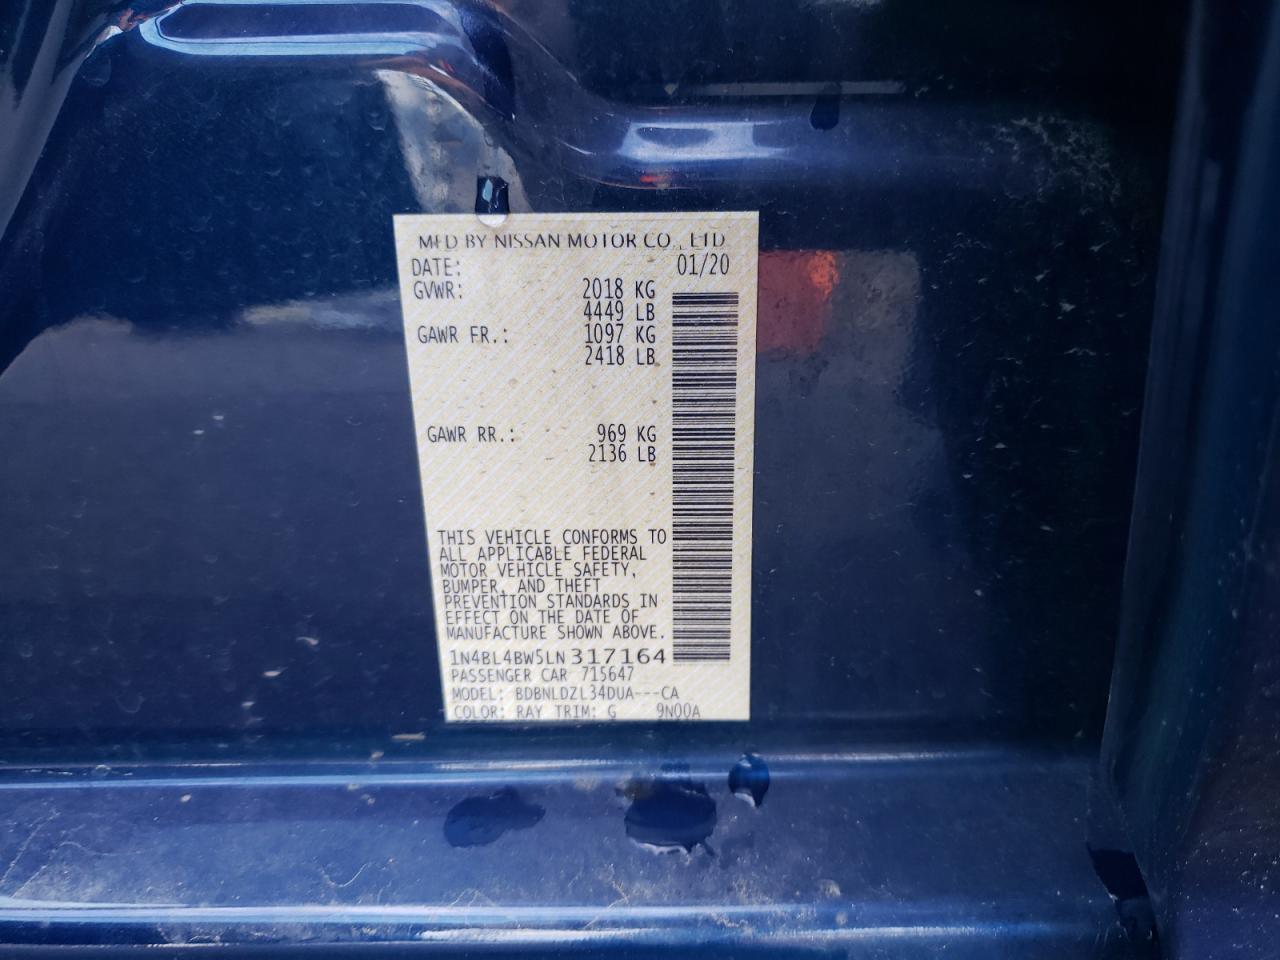 MFD BY NISSAN MOTOR CO., LTD
DATE: 01/20
GVWR: 2018 KG
4449 LB
GAWR FR.: 1097 KG
2418 LB
GAWR RR.: 969 KG
2136 LB
THIS VEHICLE CONFORMS TO
ALL APPLICABLE FEDERAL
MOTOR VEHICLE SAFETY,
BUMPER, AND THEFT
PREVENTION STANDARDS IN
EFFECT ON THE DATE OF
MANUFACTURE SHOWN ABOVE.
1N4BL4BW5LN317164
PASSENGER CAR 715647
MODEL: BDBNLDZL34DUA---CA
COLOR: RAY TRIM: G 9N00A